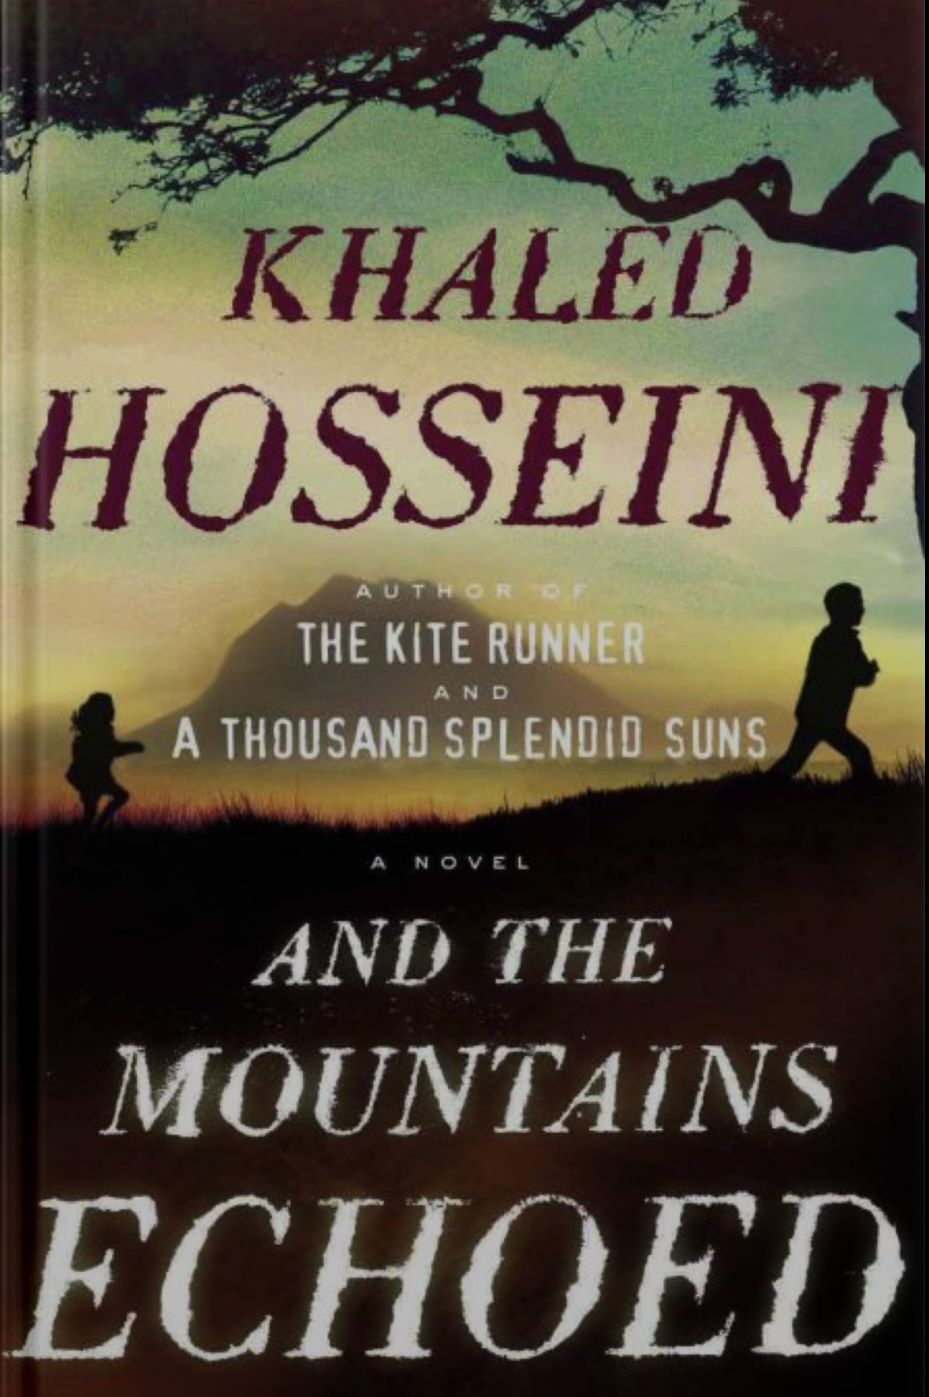 KHALED
HOSSEINI
AUTHOR OF
THE KITE RUNNER
AND
A THOUSAND SPLENDID SUNS
A NOVEL
AND THE
MOUNTAINS
ECHOED